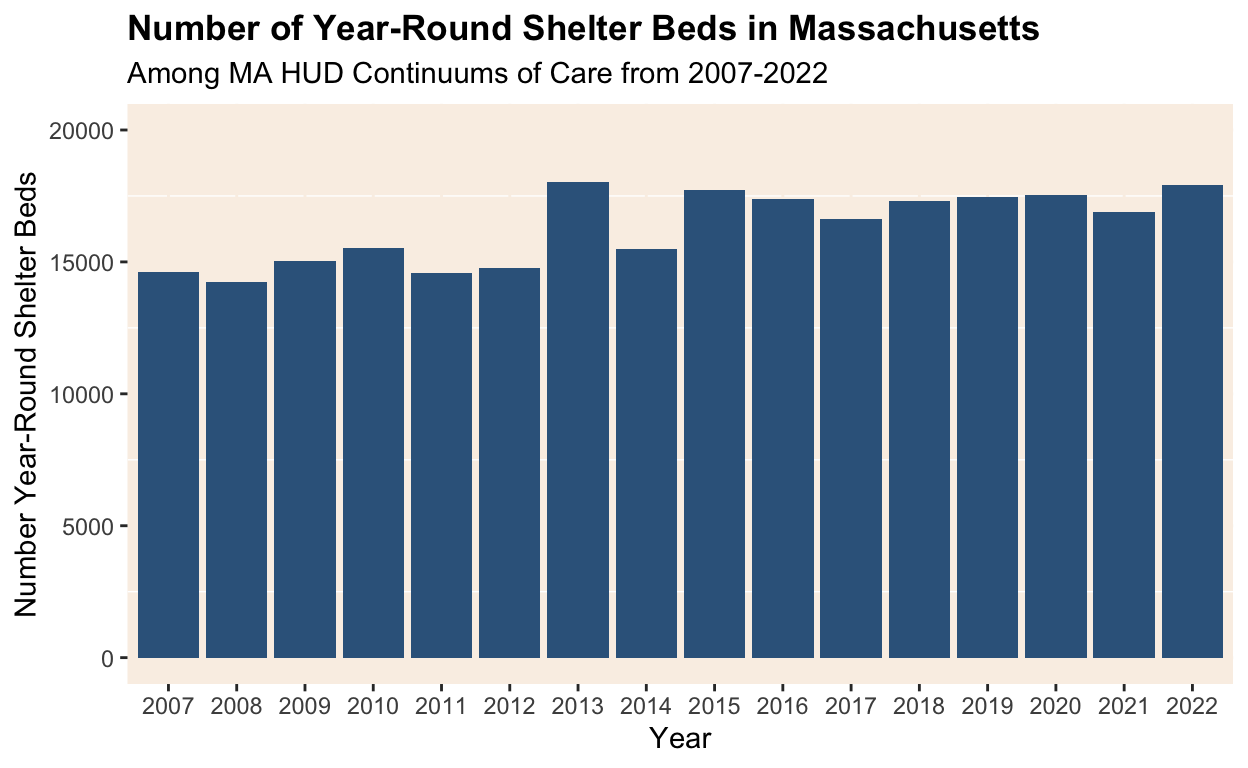 Number of Year-Round Shelter Beds in Massachusetts
Among MA HUD Continuums of Care from 2007-2022
Number Year-Round Shelter Beds
20000
15000
10000
5000
0
2007 2008 2009 2010 2011 2012 2013 2014 2015 2016 2017 2018 2019 2020 2021 2022
Year